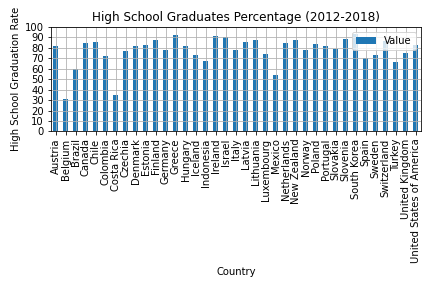 High School Graduates Percentage (2012-2018)
High School Graduation Rate
100
90
80
70
60
50
40
30
20
10
0
Value
Austria
Belgium
Brazil
Canada
Chile
Colombia
Costa Rica
Czechia
Denmark
Estonia
Finland
Germany
Greece
Hungary
Iceland
Indonesia
Ireland
Israel
Italy
Latvia
Lithuania
Luxembourg
Mexico
Netherlands
New Zealand
Norway
Poland
Portugal
Slovakia
Slovenia
South Korea
Spain
Sweden
Switzerland
Turkey
United Kingdom
United States of America
Country